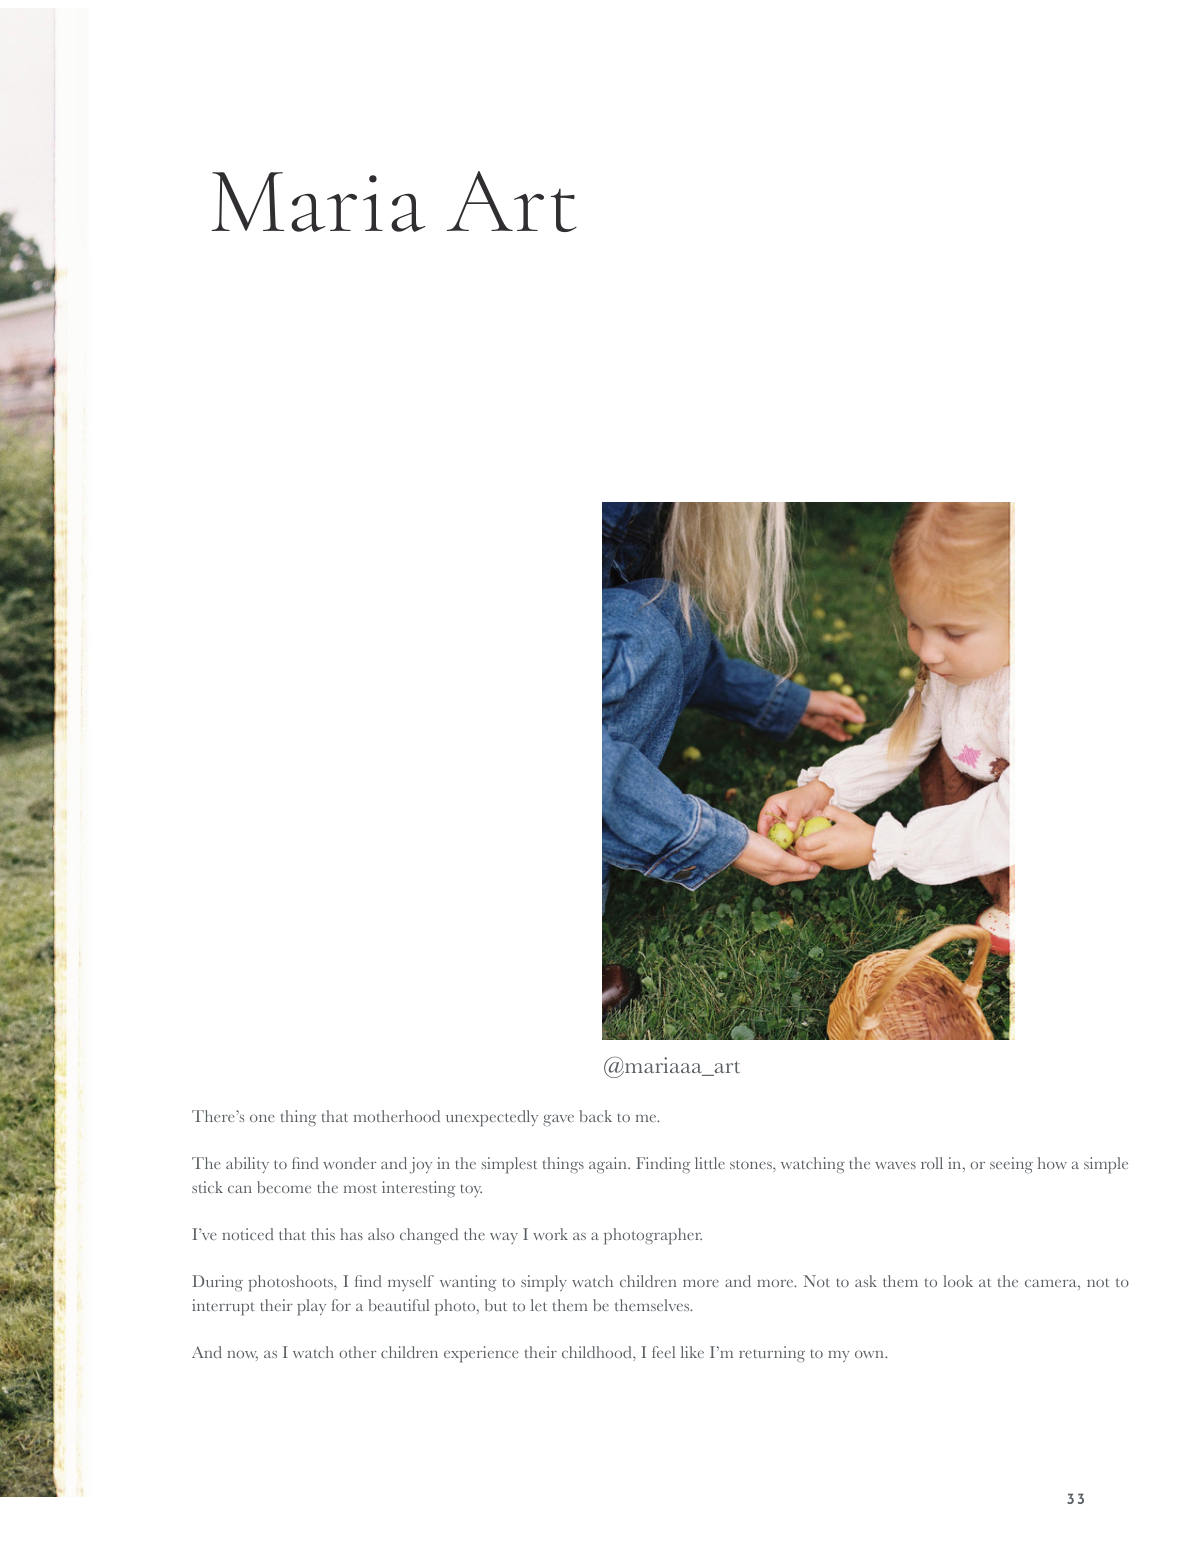 Maria Art
@mariaaa_art
There’s one thing that motherhood unexpectedly gave back to me.
The ability to find wonder and joy in the simplest things again. Finding little stones, watching the waves roll in, or seeing how a simple
stick can become the most interesting toy.
I’ve noticed that this has also changed the way I work as a photographer.
During photoshoots, I find myself wanting to simply watch children more and more. Not to ask them to look at the camera, not to
interrupt their play for a beautiful photo, but to let them be themselves.
And now, as I watch other children experience their childhood, I feel like I’m returning to my own.
33